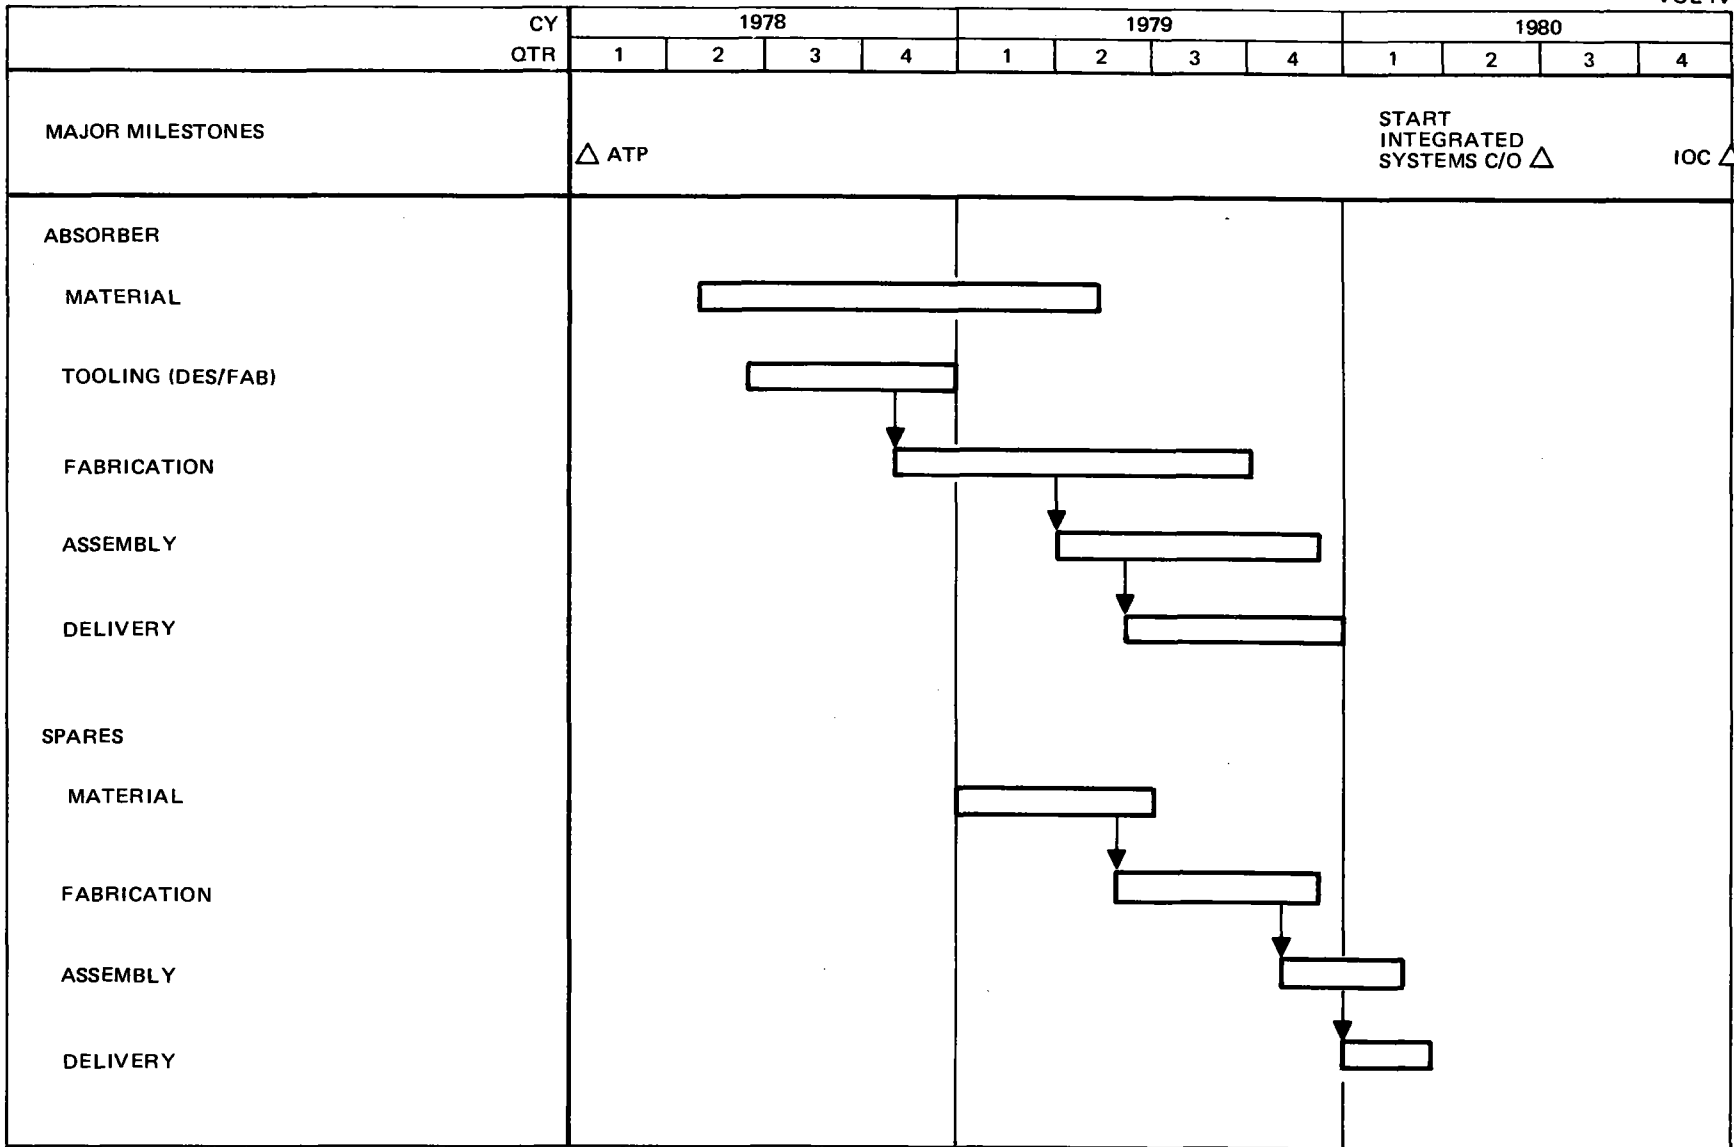 CY 1978 1979 1980
QTR 1 2 3 4 1 2 3 4 1 2 3 4
MAJOR MILESTONES
△ ATP
START
INTEGRATED
SYSTEMS C/O △
IOC △
ABSORBER
MATERIAL
TOOLING (DES/FAB)
FABRICATION
ASSEMBLY
DELIVERY
SPARES
MATERIAL
FABRICATION
ASSEMBLY
DELIVERY